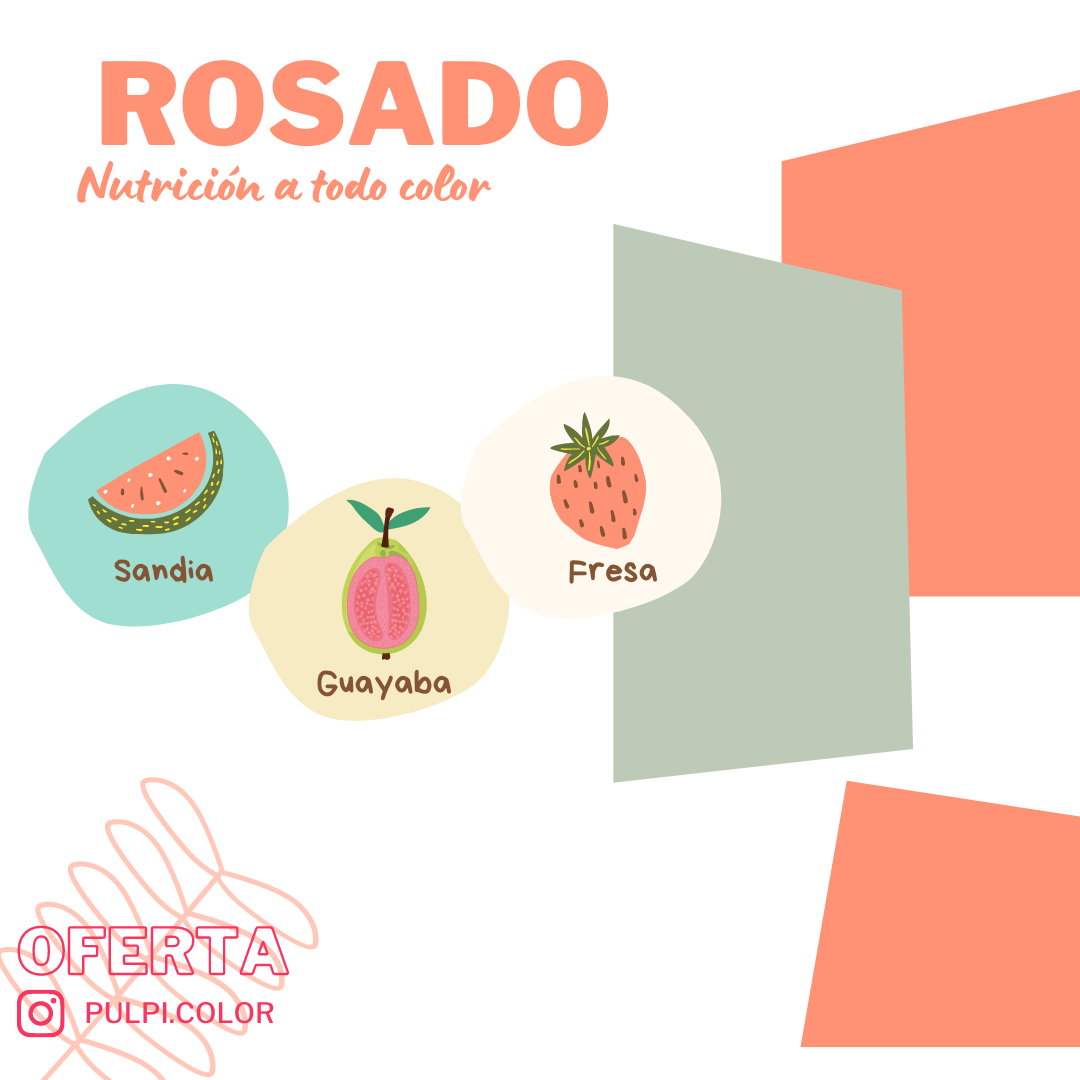 ROSADO
Nutrición a todo color
Sandia
Guayaba
Fresa
OFERTA
PULPI.COLOR